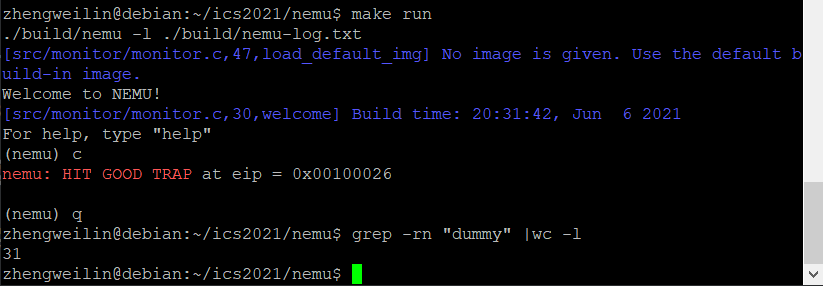 zhengweilin@debian:~/ics2021/nemu$ make run
./build/nemu -l ./build/nemu-log.txt
[src/monitor/monitor.c,47,load_default_img] No image is given. Use the default b
uild-in image.
Welcome to NEMU!
[src/monitor/monitor.c,30,welcome] Build time: 20:31:42, Jun  6 2021
For help, type "help"
(nemu) c
nemu: HIT GOOD TRAP at eip = 0x00100026

(nemu) q
zhengweilin@debian:~/ics2021/nemu$ grep -rn "dummy" |wc -l
31
zhengweilin@debian:~/ics2021/nemu$